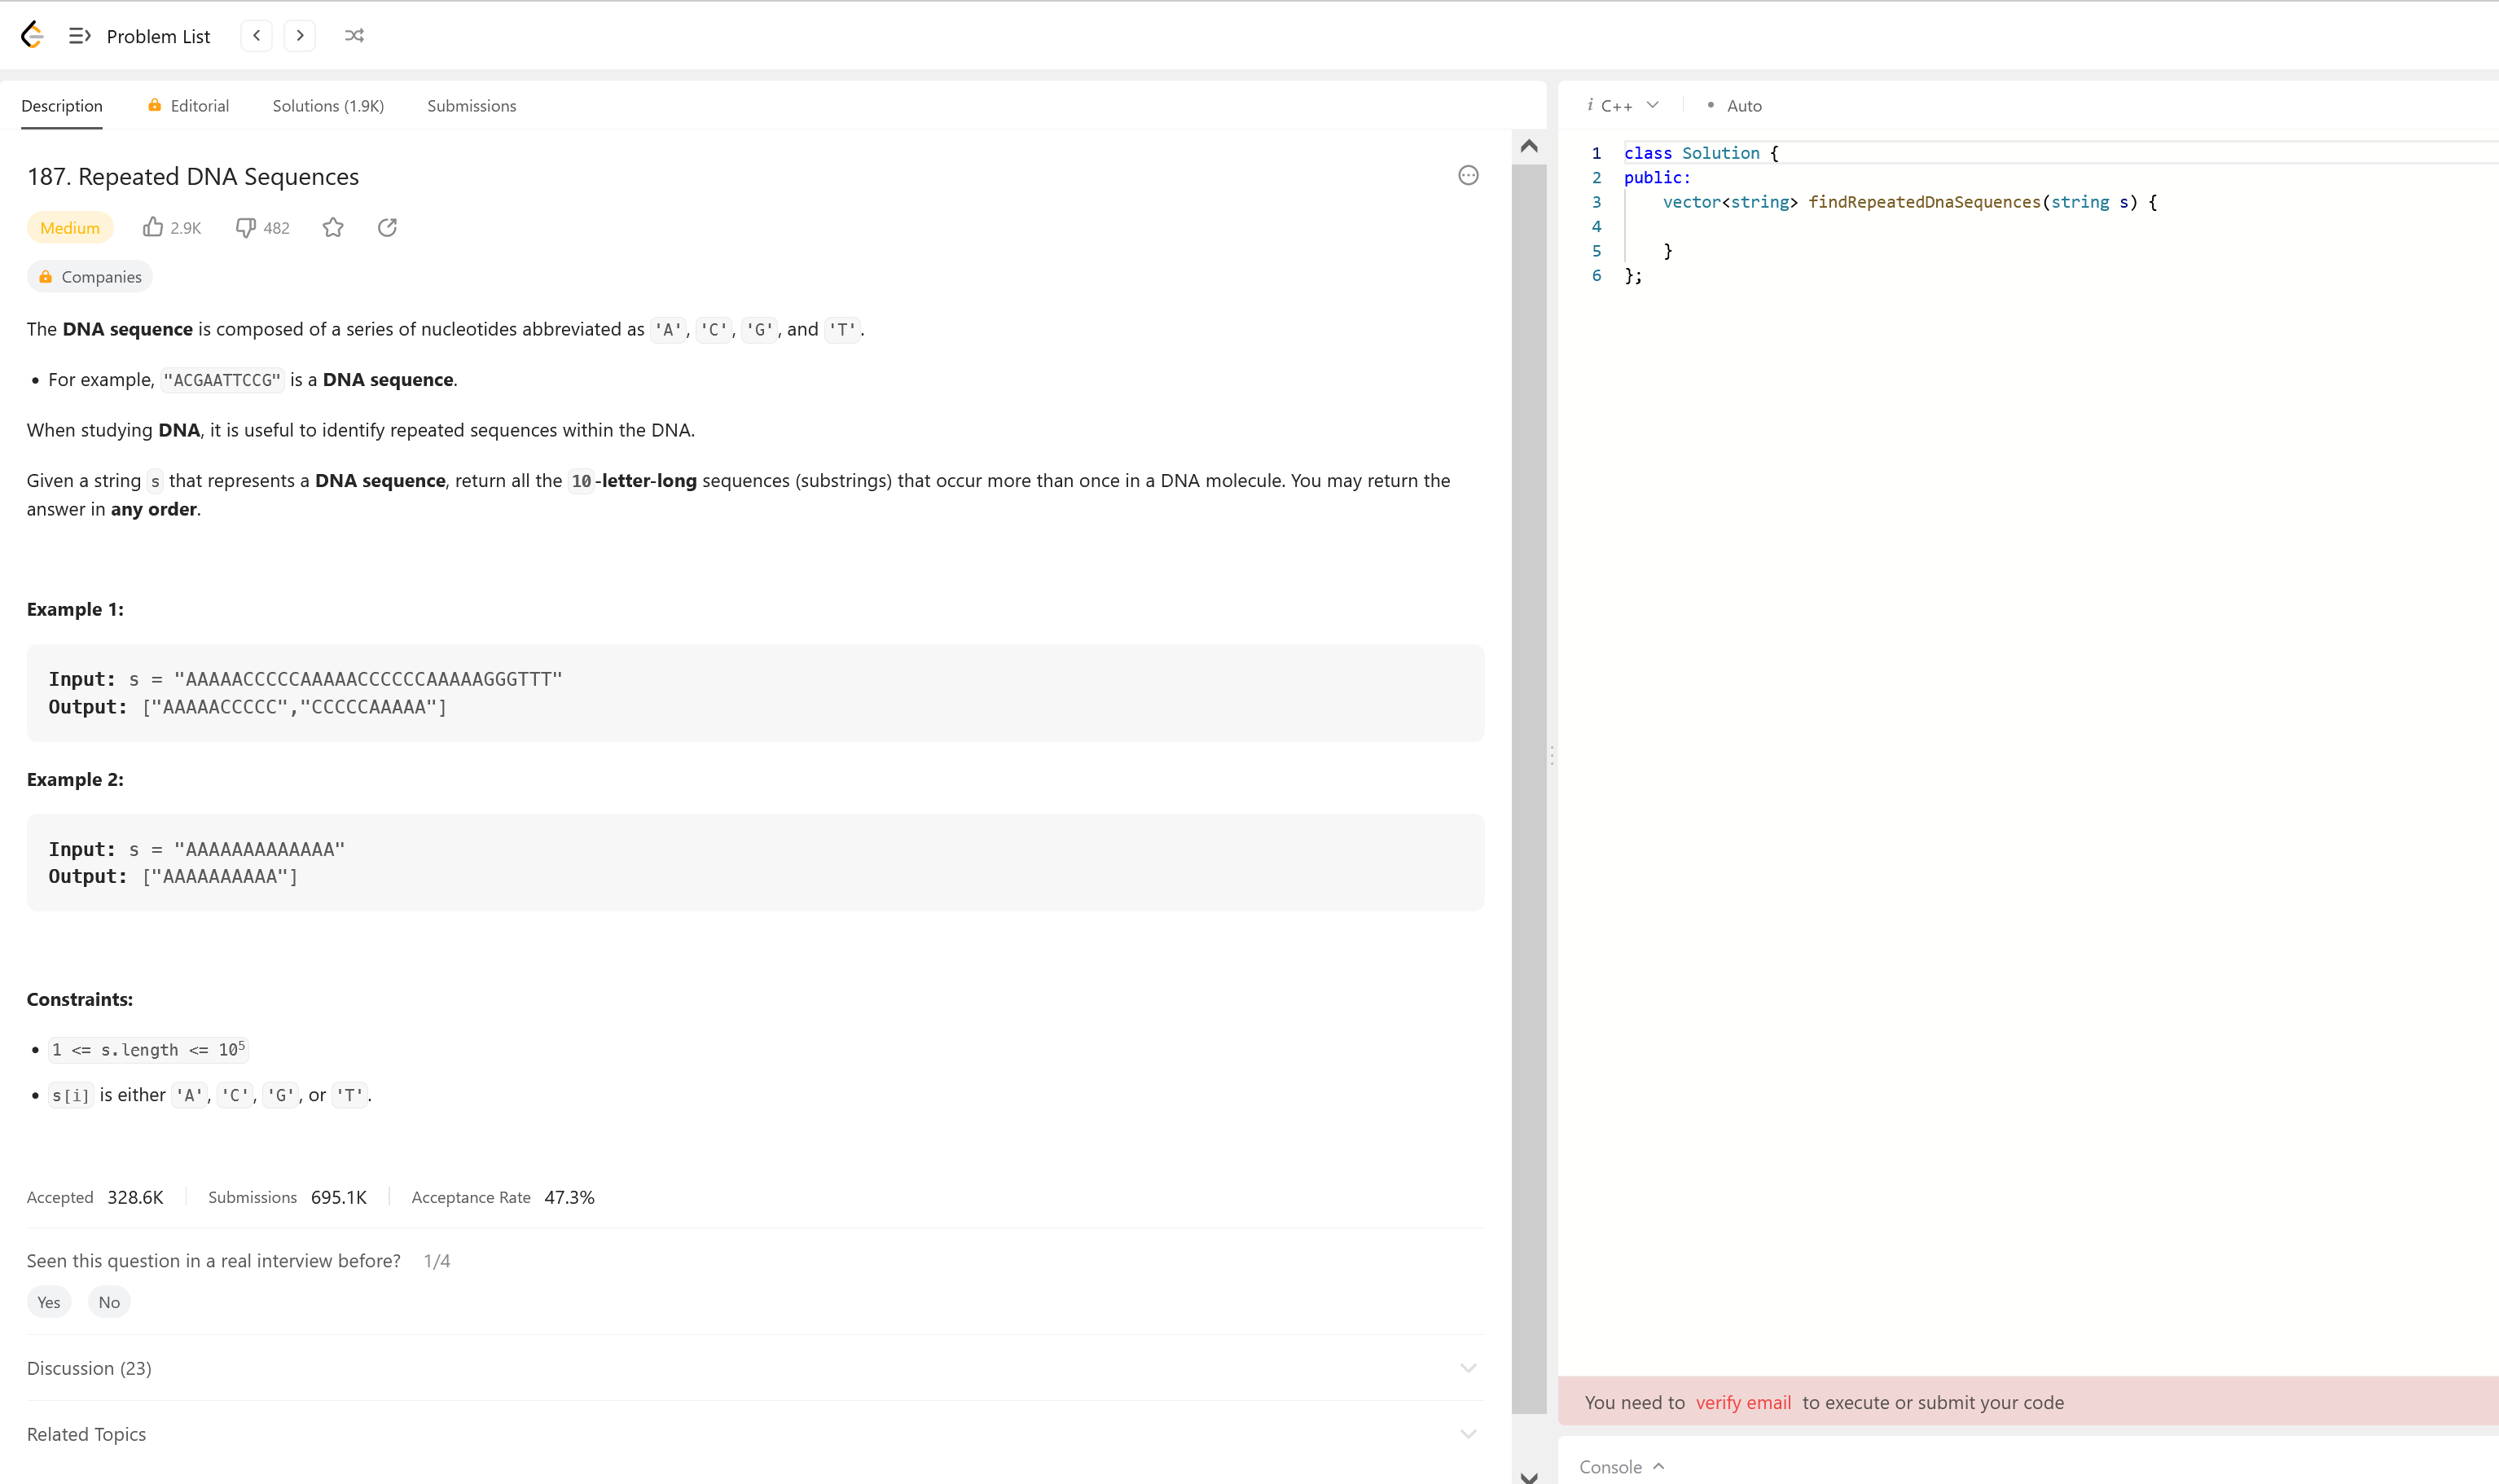 Problem List
Description Editorial Solutions (1.9K) Submissions
187. Repeated DNA Sequences
Medium 2.9K 482
Companies
The DNA sequence is composed of a series of nucleotides abbreviated as 'A', 'C', 'G', and 'T'.
• For example, "ACGAATTCCG" is a DNA sequence.
When studying DNA, it is useful to identify repeated sequences within the DNA.
Given a string s that represents a DNA sequence, return all the 10-letter-long sequences (substrings) that occur more than once in a DNA molecule. You may return the
answer in any order.
Example 1:
Input: s = "AAAAACCCCCAAAAACCCCCCAAAAAGGGTTT"
Output: ["AAAAACCCCC","CCCCCAAAAA"]
Example 2:
Input: s = "AAAAAAAAAAAAA"
Output: ["AAAAAAAAAA"]
Constraints:
• 1 <= s.length <= 10⁵
• s[i] is either 'A', 'C', 'G', or 'T'.
Accepted 328.6K Submissions 695.1K Acceptance Rate 47.3%
Seen this question in a real interview before? 1/4
Yes No
Discussion (23)
Related Topics
i C++ • Auto
1 class Solution {
2 public:
3     vector<string> findRepeatedDnaSequences(string s) {
4
5     }
6 };
You need to verify email to execute or submit your code
Console